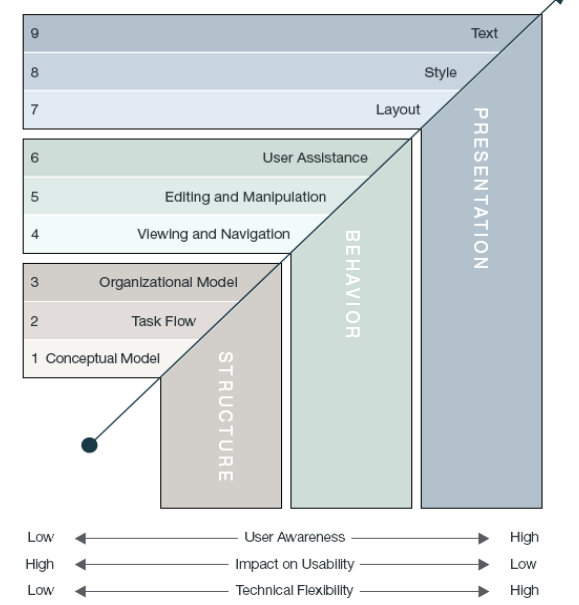 9 Text
8 Style
7 Layout
PRESENTATION
6 User Assistance
5 Editing and Manipulation
4 Viewing and Navigation
BEHAVIOR
3 Organizational Model
2 Task Flow
1 Conceptual Model
STRUCTURE
Low User Awareness High
High Impact on Usability Low
Low Technical Flexibility High